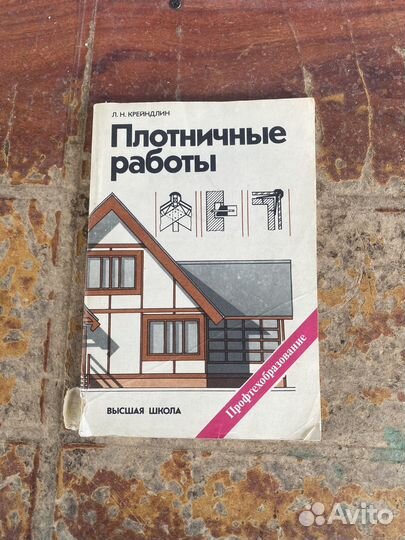 Л. Н. КРЕЙНДЛИН
Плотничные
работы
Профтехобразование
ВЫСШАЯ ШКОЛА
Avito